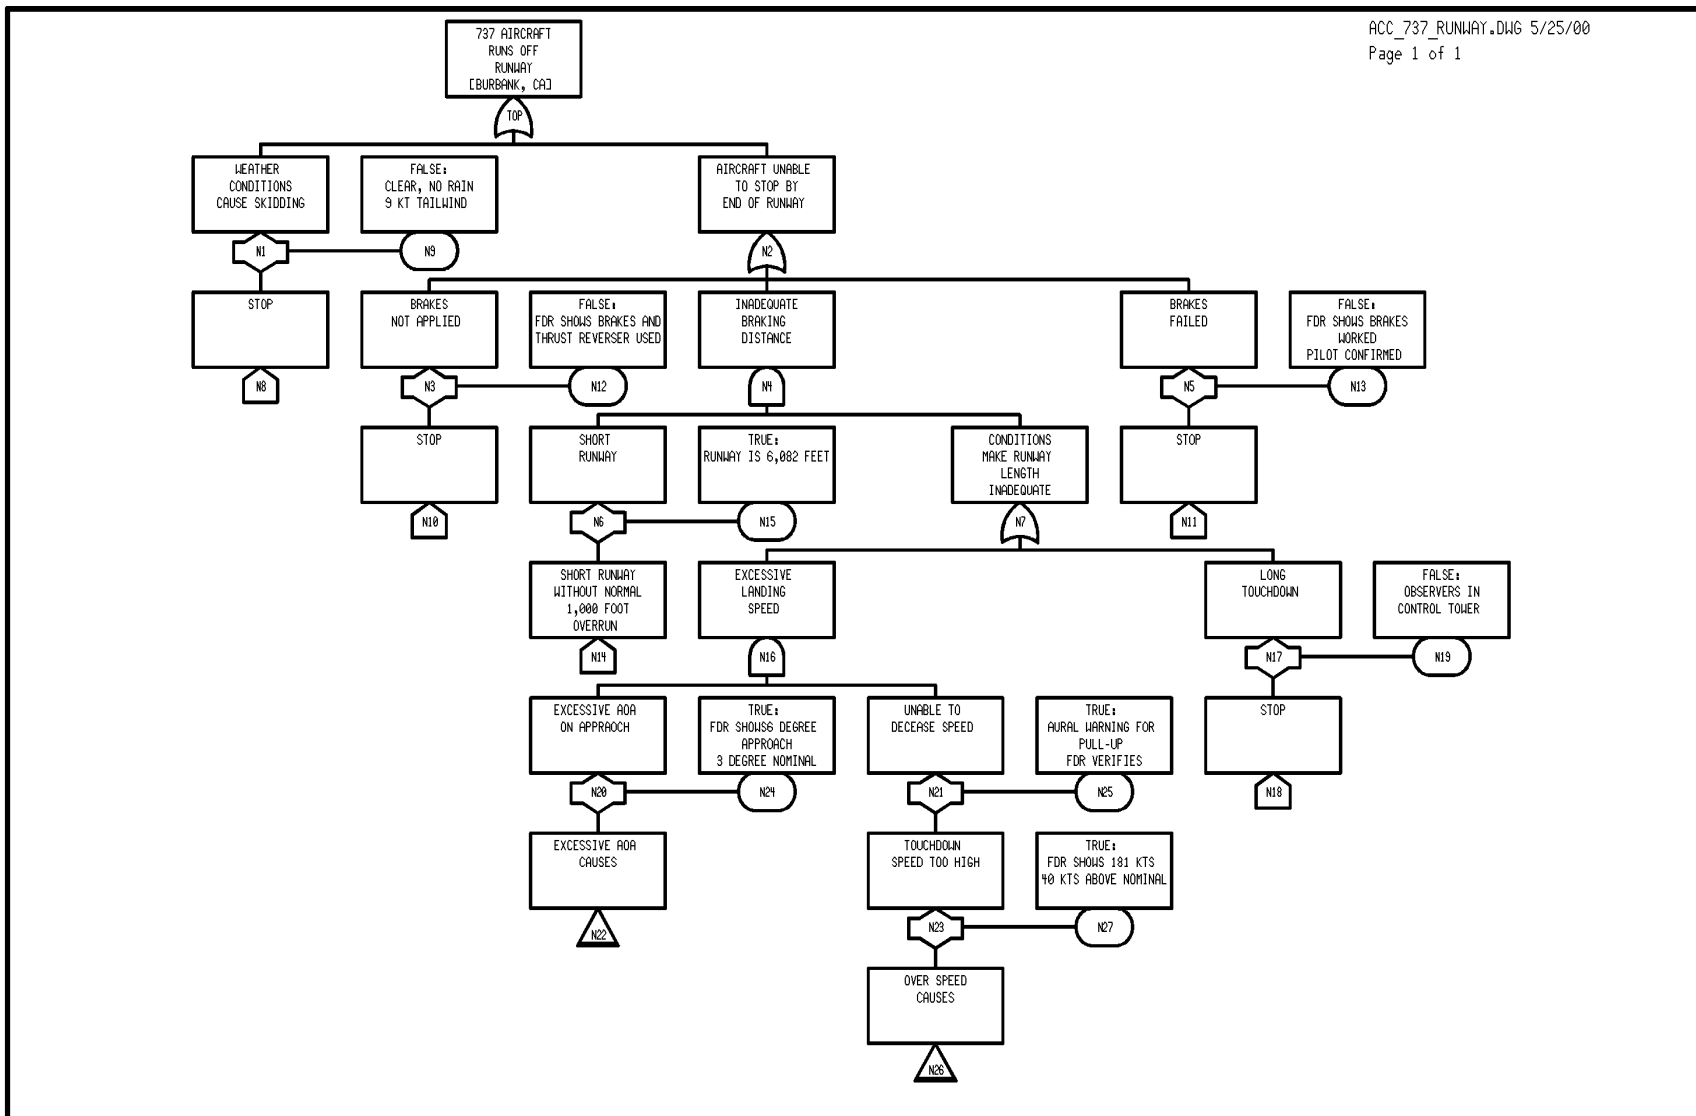 ACC_737_RUNWAY.DWG 5/25/00
Page 1 of 1
737 AIRCRAFT
RUNS OFF
RUNWAY
[BURBANK, CA]
TOP
WEATHER
CONDITIONS
CAUSE SKIDDING
FALSE:
CLEAR, NO RAIN
9 KT TAILWIND
AIRCRAFT UNABLE
TO STOP BY
END OF RUNWAY
N1
N9
N2
STOP
BRAKES
NOT APPLIED
FALSE:
FDR SHOWS BRAKES AND
THRUST REVERSER USED
INADEQUATE
BRAKING
DISTANCE
BRAKES
FAILED
FALSE:
FDR SHOWS BRAKES
WORKED
PILOT CONFIRMED
N8
N3
N12
N4
N5
N13
STOP
SHORT
RUNWAY
TRUE:
RUNWAY IS 6,082 FEET
CONDITIONS
MAKE RUNWAY
LENGTH
INADEQUATE
STOP
N10
N6
N15
N7
N11
SHORT RUNWAY
WITHOUT NORMAL
1,000 FOOT
OVERRUN
EXCESSIVE
LANDING
SPEED
LONG
TOUCHDOWN
FALSE:
OBSERVERS IN
CONTROL TOWER
N14
N16
N17
N19
EXCESSIVE AOA
ON APPRAOCH
TRUE:
FDR SHOWS6 DEGREE
APPROACH
3 DEGREE NOMINAL
UNABLE TO
DECEASE SPEED
TRUE:
AURAL WARNING FOR
PULL-UP
FDR VERIFIES
STOP
N20
N24
N21
N25
N18
EXCESSIVE AOA
CAUSES
TOUCHDOWN
SPEED TOO HIGH
TRUE:
FDR SHOWS 181 KTS
40 KTS ABOVE NOMINAL
N22
N23
N27
OVER SPEED
CAUSES
N26